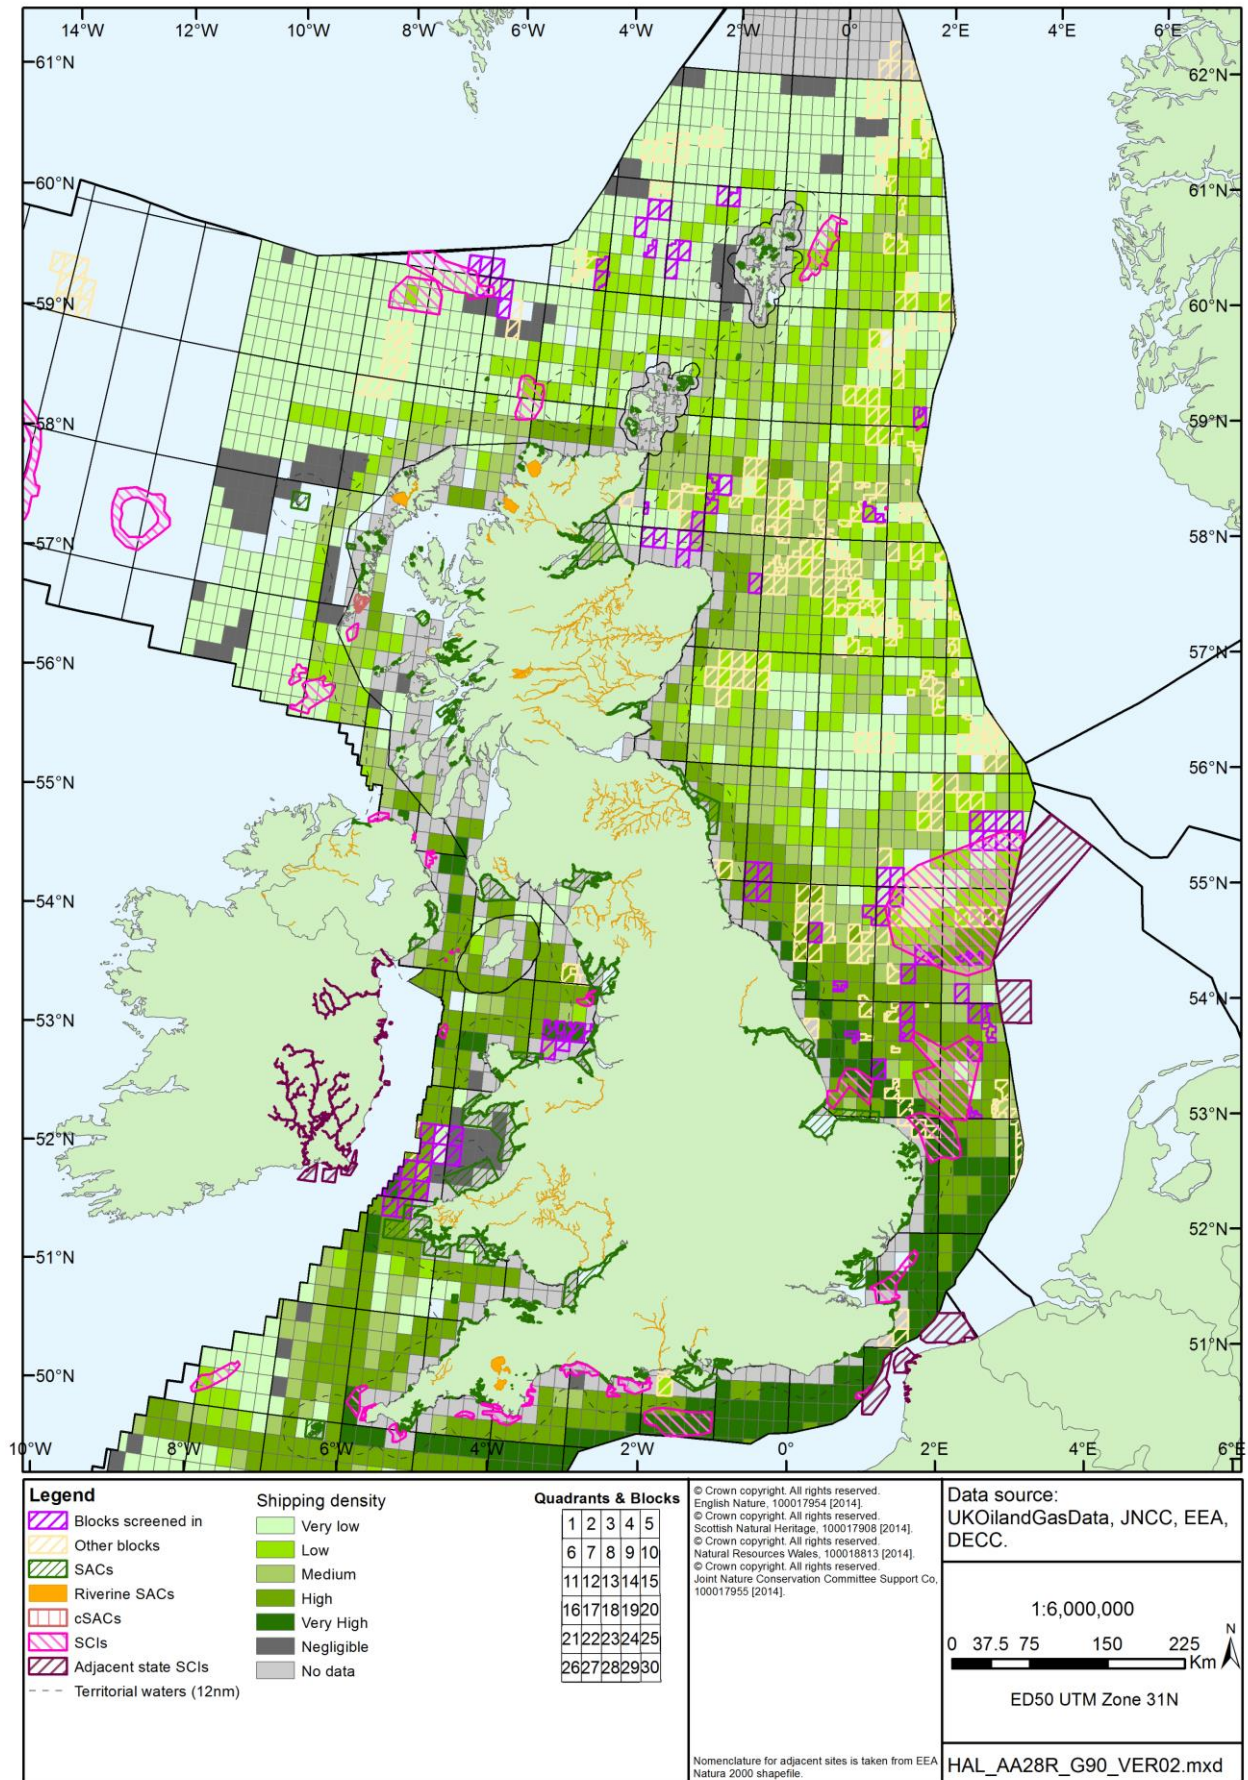 14°W 12°W 10°W 8°W 6°W 4°W 2°W 0° 2°E 4°E 6°E
61°N
60°N
59°N
58°N
57°N
56°N
55°N
54°N
53°N
52°N
51°N
50°N
62°N
61°N
60°N
59°N
58°N
57°N
56°N
55°N
54°N
53°N
52°N
51°N
10°W 8°W 6°W 4°W 2°W 0° 2°E 4°E 6°E
Legend
Blocks screened in
Other blocks
SACs
Riverine SACs
cSACs
SCIs
Adjacent state SCIs
Territorial waters (12nm)
Shipping density
Very low
Low
Medium
High
Very High
Negligible
No data
Quadrants & Blocks
1 2 3 4 5
6 7 8 9 10
11 12 13 14 15
16 17 18 19 20
21 22 23 24 25
26 27 28 29 30
© Crown copyright. All rights reserved.
English Nature, 100017954 [2014].
© Crown copyright. All rights reserved.
Scottish Natural Heritage, 100017908 [2014].
© Crown copyright. All rights reserved.
Natural Resources Wales, 100018813 [2014].
© Crown copyright. All rights reserved.
Joint Nature Conservation Committee Support Co,
100017955 [2014].
Nomenclature for adjacent sites is taken from EEA
Natura 2000 shapefile.
Data source:
UKOilandGasData, JNCC, EEA,
DECC.
1:6,000,000
0 37.5 75 150 225
Km
N
ED50 UTM Zone 31N
HAL_AA28R_G90_VER02.mxd